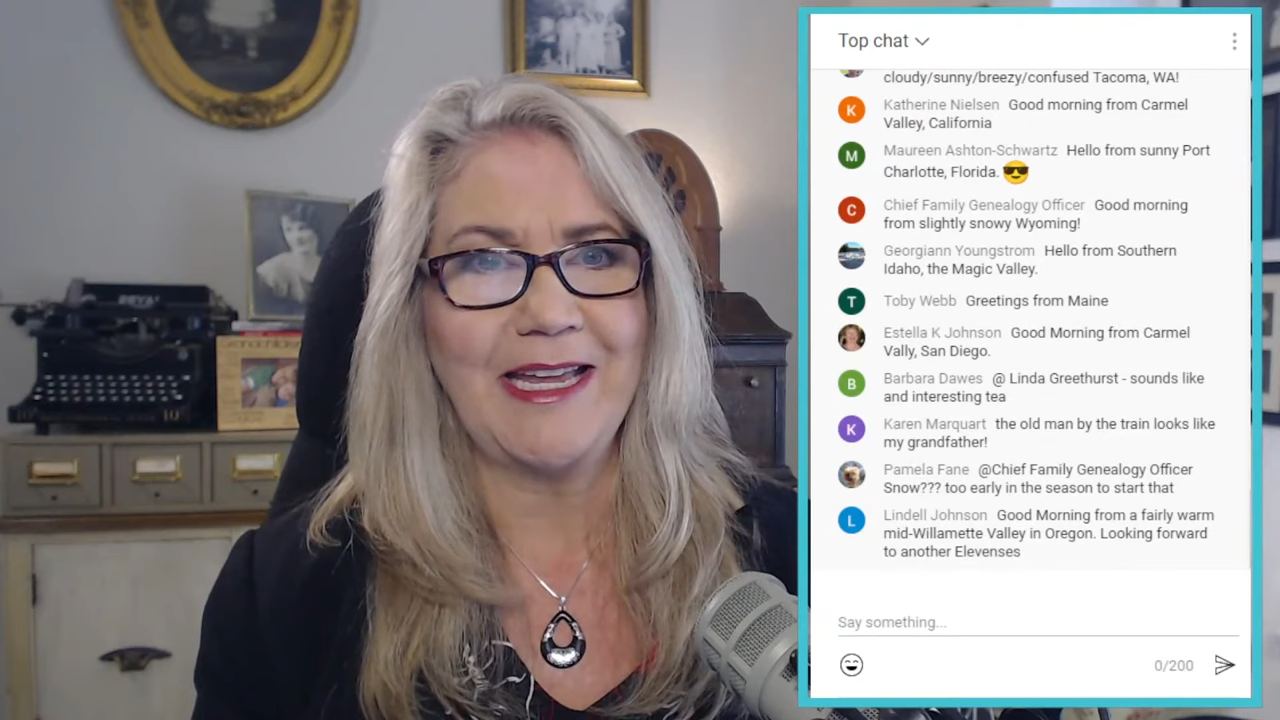 Top chat
cloudy/sunny/breezy/confused Tacoma, WA!
K
Katherine Nielsen Good morning from Carmel
Valley, California
M
Maureen Ashton-Schwartz Hello from sunny Port
Charlotte, Florida. 😎
C
Chief Family Genealogy Officer Good morning
from slightly snowy Wyoming!
Georgiann Youngstrom Hello from Southern
Idaho, the Magic Valley.
T
Toby Webb Greetings from Maine
Estella K Johnson Good Morning from Carmel
Vally, San Diego.
B
Barbara Dawes @ Linda Greethurst - sounds like
and interesting tea
K
Karen Marquart the old man by the train looks like
my grandfather!
Pamela Fane @Chief Family Genealogy Officer
Snow??? too early in the season to start that
L
Lindell Johnson Good Morning from a fairly warm
mid-Willamette Valley in Oregon. Looking forward
to another Elevenses
Say something...
0/200
ROYAL
10
10